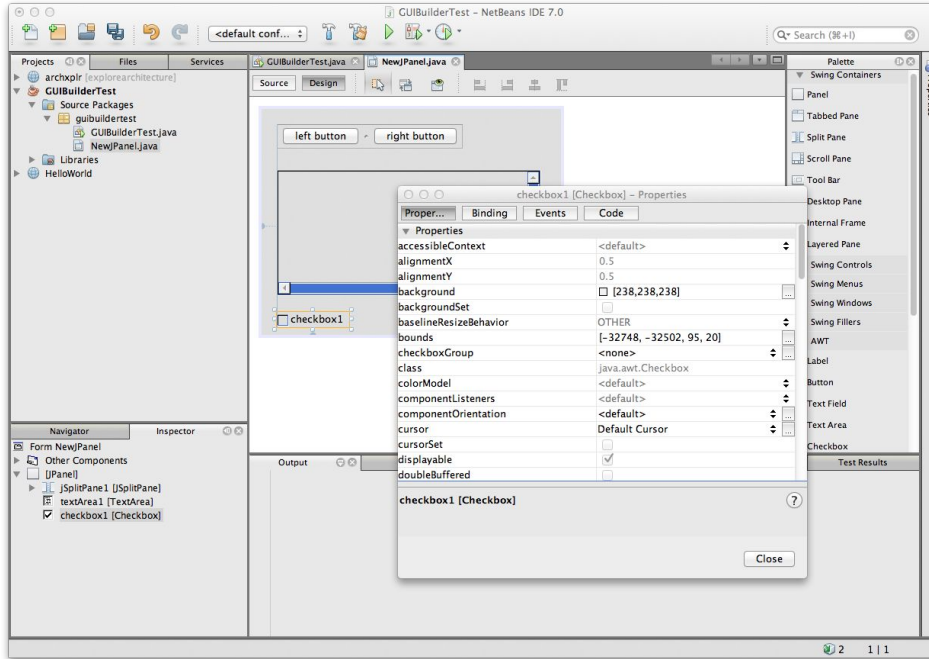 GUIBuilderTest – NetBeans IDE 7.0
<default conf...
Search (⌘+I)
Projects
Files
Services
archxplr [explorearchitecture]
GUIBuilderTest
Source Packages
guibuildertest
GUIBuilderTest.java
NewJPanel.java
Libraries
HelloWorld
GUIBuilderTest.java
NewJPanel.java
Source
Design
left button
right button
checkbox1
checkbox1 [Checkbox] – Properties
Proper...
Binding
Events
Code
Properties
accessibleContext <default>
alignmentX 0.5
alignmentY 0.5
background [238,238,238] ...
backgroundSet
baselineResizeBehavior OTHER
bounds [-32748, -32502, 95, 20] ...
checkboxGroup <none> ...
class java.awt.Checkbox
colorModel <default>
componentListeners <default>
componentOrientation <default> ...
cursor Default Cursor ...
cursorSet
displayable
doubleBuffered
checkbox1 [Checkbox]
?
Close
Palette
Swing Containers
Panel
Tabbed Pane
Split Pane
Scroll Pane
Tool Bar
Desktop Pane
Internal Frame
Layered Pane
Swing Controls
Swing Menus
Swing Windows
Swing Fillers
AWT
Label
Button
Text Field
Text Area
Checkbox
Navigator
Inspector
Form NewJPanel
Other Components
[JPanel]
jSplitPane1 [JSplitPane]
textArea1 [TextArea]
checkbox1 [Checkbox]
Output
Test Results
2
1 | 1